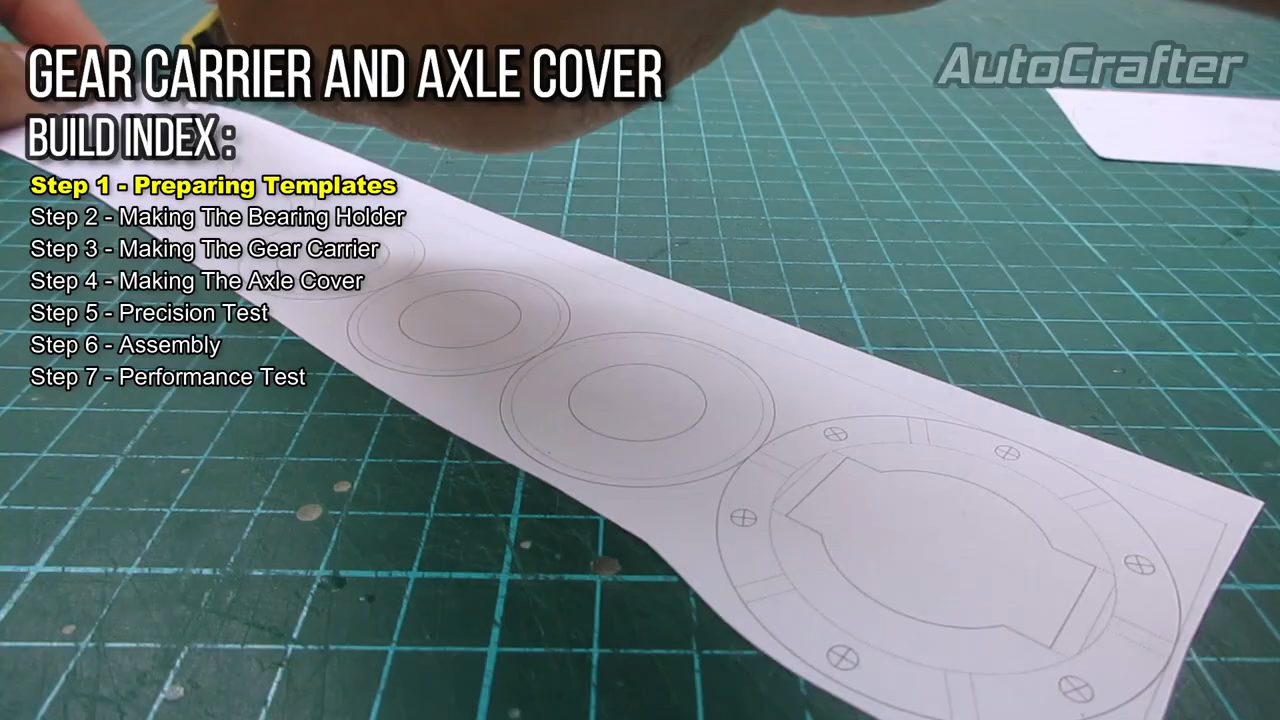 GEAR CARRIER AND AXLE COVER
AutoCrafter
BUILD INDEX :
Step 1 - Preparing Templates
Step 2 - Making The Bearing Holder
Step 3 - Making The Gear Carrier
Step 4 - Making The Axle Cover
Step 5 - Precision Test
Step 6 - Assembly
Step 7 - Performance Test